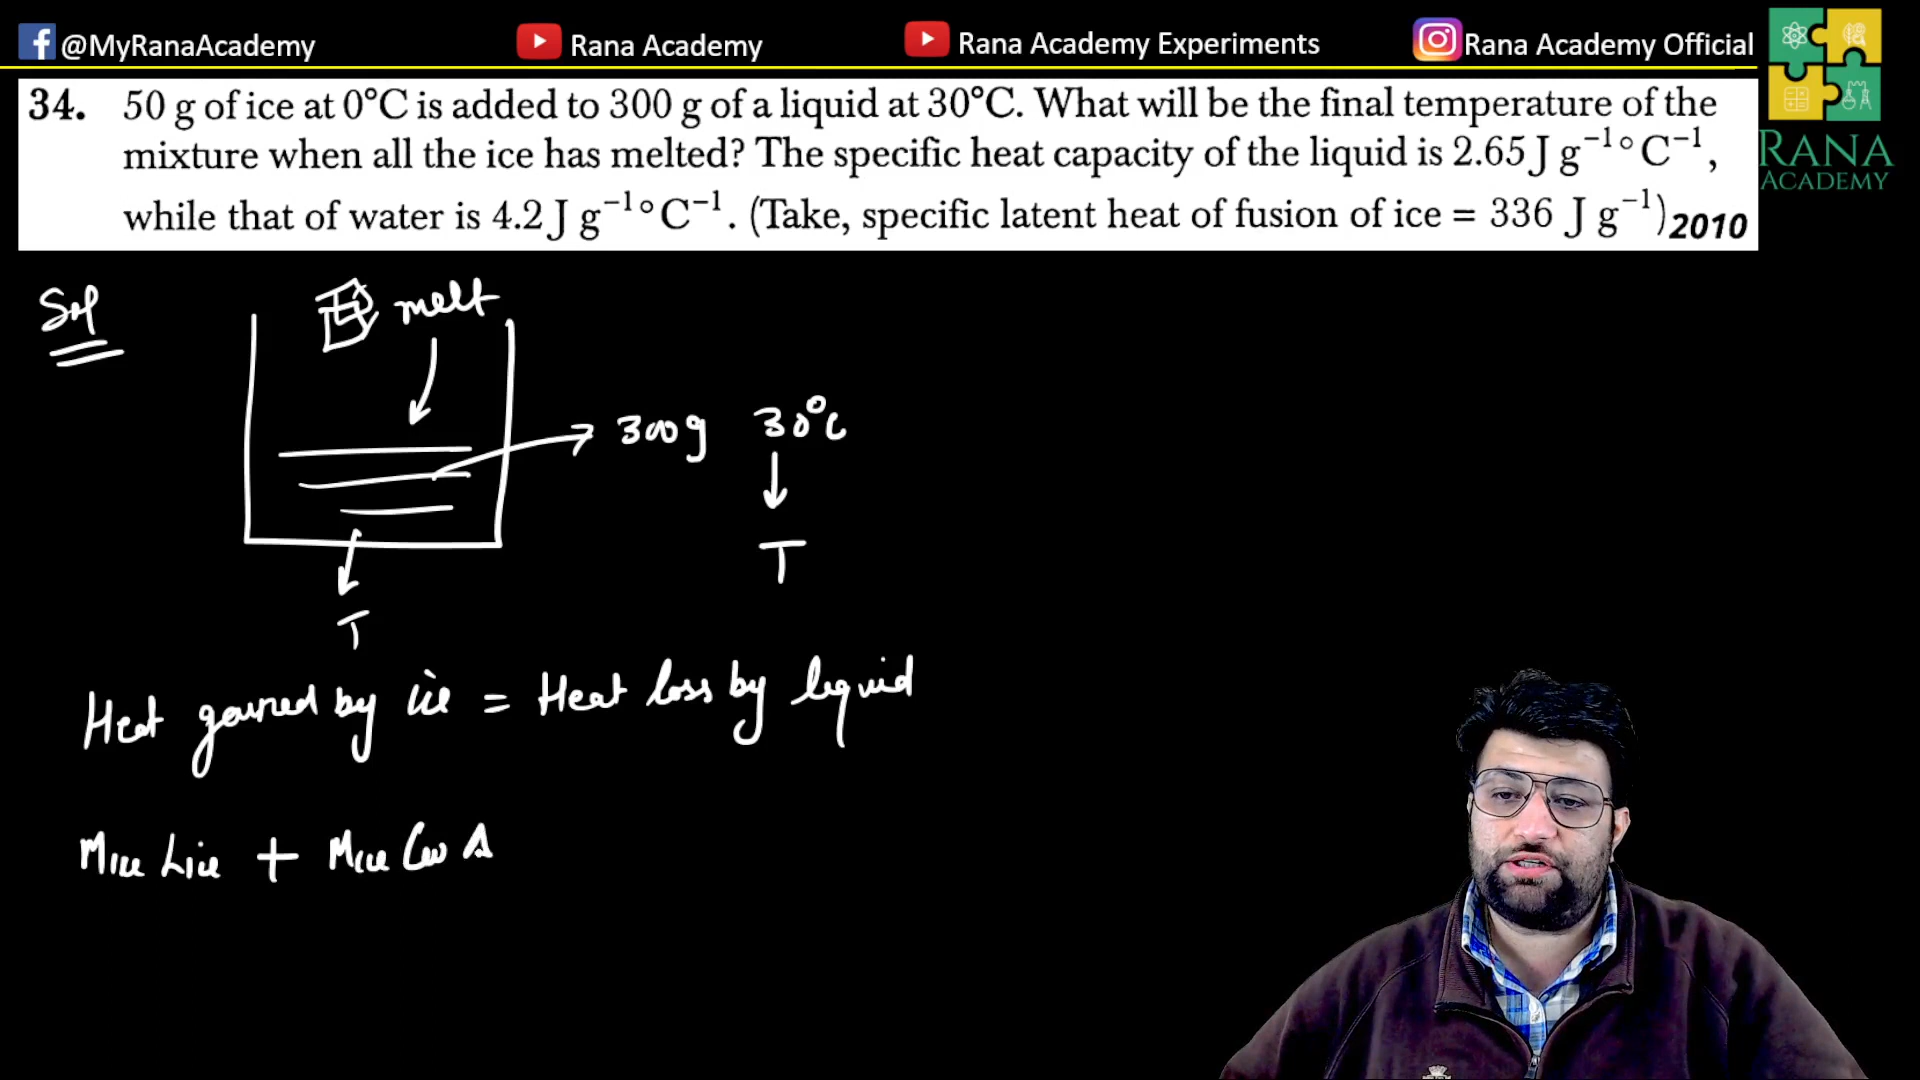 @MyRanaAcademy Rana Academy Rana Academy Experiments Rana Academy Official
RANA
ACADEMY
34. 50 g of ice at 0°C is added to 300 g of a liquid at 30°C. What will be the final temperature of the
mixture when all the ice has melted? The specific heat capacity of the liquid is 2.65 J g⁻¹°C⁻¹,
while that of water is 4.2 J g⁻¹°C⁻¹. (Take, specific latent heat of fusion of ice = 336 J g⁻¹) 2010
Sol
melt
300g 30°C
T
T
Heat gained by ice = Heat loss by liquid
Mice Lice + Mice Cw Δ